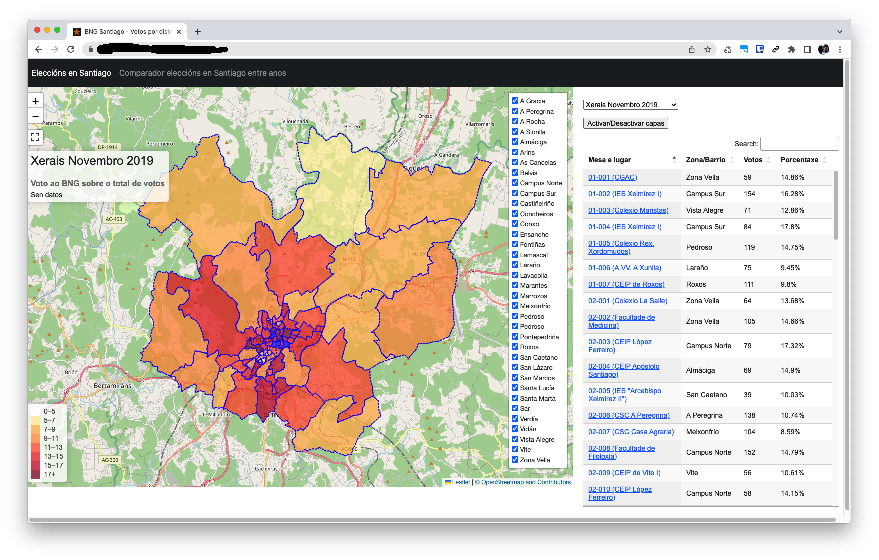 BNG Santiago - Votos por distr
Eleccións en Santiago Comparador eleccións en Santiago entre anos
Xerais Novembro 2019
Voto ao BNG sobre o total de votos
Sen datos
0–5
5–7
7–9
9–11
11–13
13–15
15–17
17+
AC-453
AC-300
Bertamiráns
Vilouchada
Oroso
A Gracia
A Peregrina
A Rocha
A Sionlla
Almáciga
Arins
As Cancelas
Belvís
Campus Norte
Campus Sur
Castiñeiriño
Concheiros
Conxo
Ensanche
Fontiñas
Lamascal
Laraño
Lavacolla
Marantes
Marrozos
Meixonfrío
Pedroso
Pedroso
Pontepedriña
Roxos
San Caetano
San Lázaro
San Marcos
Santa Lucía
Santa Marta
Sar
Verdía
Vidán
Vista Alegre
Vite
Zona Vella
Leaflet | © OpenStreetmap and Contributors
Xerais Novembro 2019
Activar/Desactivar capas
Search:
Mesa e lugar Zona/Barrio Votos Porcentaxe
01-001 (CGAC) Zona Vella 59 14.86%
01-002 (IES Xelmírez I) Campus Sur 154 16.28%
01-003 (Colexio Maristas) Vista Alegre 71 12.86%
01-004 (IES Xelmírez I) Campus Sur 84 17.8%
01-005 (Colexio Rex.
Xordomudos) Pedroso 119 14.75%
01-006 (A.VV. A Xunlla) Laraño 75 9.45%
01-007 (CEIP de Roxos) Roxos 111 9.8%
02-001 (Colexio La Salle) Zona Vella 64 13.68%
02-002 (Facultade de
Medicina) Zona Vella 105 14.66%
02-003 (CEIP López
Ferreiro) Campus Norte 79 17.32%
02-004 (CEIP Apóstolo
Santiago) Almáciga 69 14.9%
02-005 (IES "Arcebispo
Xelmírez II") San Caetano 39 10.03%
02-006 (CSC A Peregrina) A Peregrina 138 10.74%
02-007 (CSC Casa Agraria) Meixonfrío 104 8.59%
02-008 (Facultade de
Filoloxía) Campus Norte 152 14.79%
02-009 (CEIP de Vite I) Vite 56 10.61%
02-010 (CEIP López
Ferreiro) Campus Norte 58 14.15%